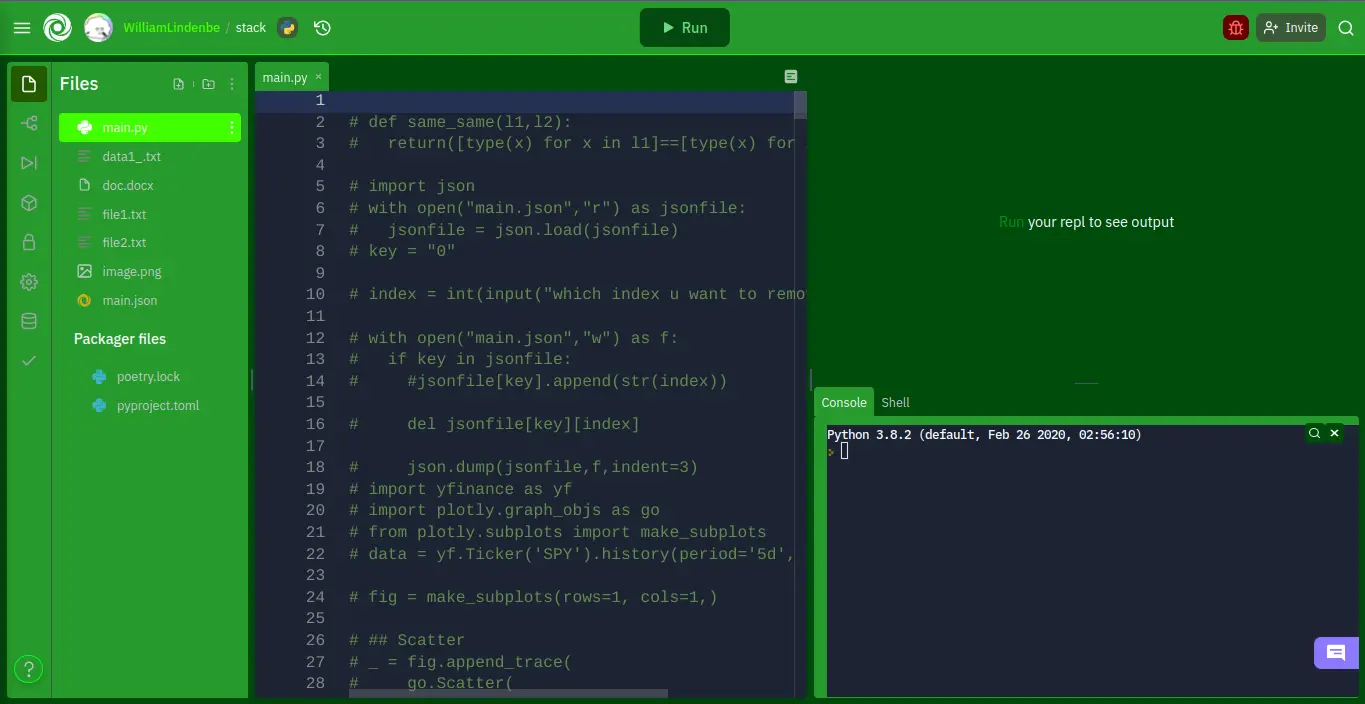 WilliamLindenbe / stack
Run
Invite
Files
main.py
data1_.txt
doc.docx
file1.txt
file2.txt
image.png
main.json
Packager files
poetry.lock
pyproject.toml
?
main.py ×
1
2 # def same_same(l1,l2):
3 #   return([type(x) for x in l1]==[type(x) for
4
5 # import json
6 # with open("main.json","r") as jsonfile:
7 #   jsonfile = json.load(jsonfile)
8 # key = "0"
9
10 # index = int(input("which index u want to remo
11
12 # with open("main.json","w") as f:
13 #   if key in jsonfile:
14 #     #jsonfile[key].append(str(index))
15
16 #     del jsonfile[key][index]
17
18 #     json.dump(jsonfile,f,indent=3)
19 # import yfinance as yf
20 # import plotly.graph_objs as go
21 # from plotly.subplots import make_subplots
22 # data = yf.Ticker('SPY').history(period='5d',
23
24 # fig = make_subplots(rows=1, cols=1,)
25
26 # ## Scatter
27 # _ = fig.append_trace(
28 #     go.Scatter(
Run your repl to see output
Console Shell
Python 3.8.2 (default, Feb 26 2020, 02:56:10)